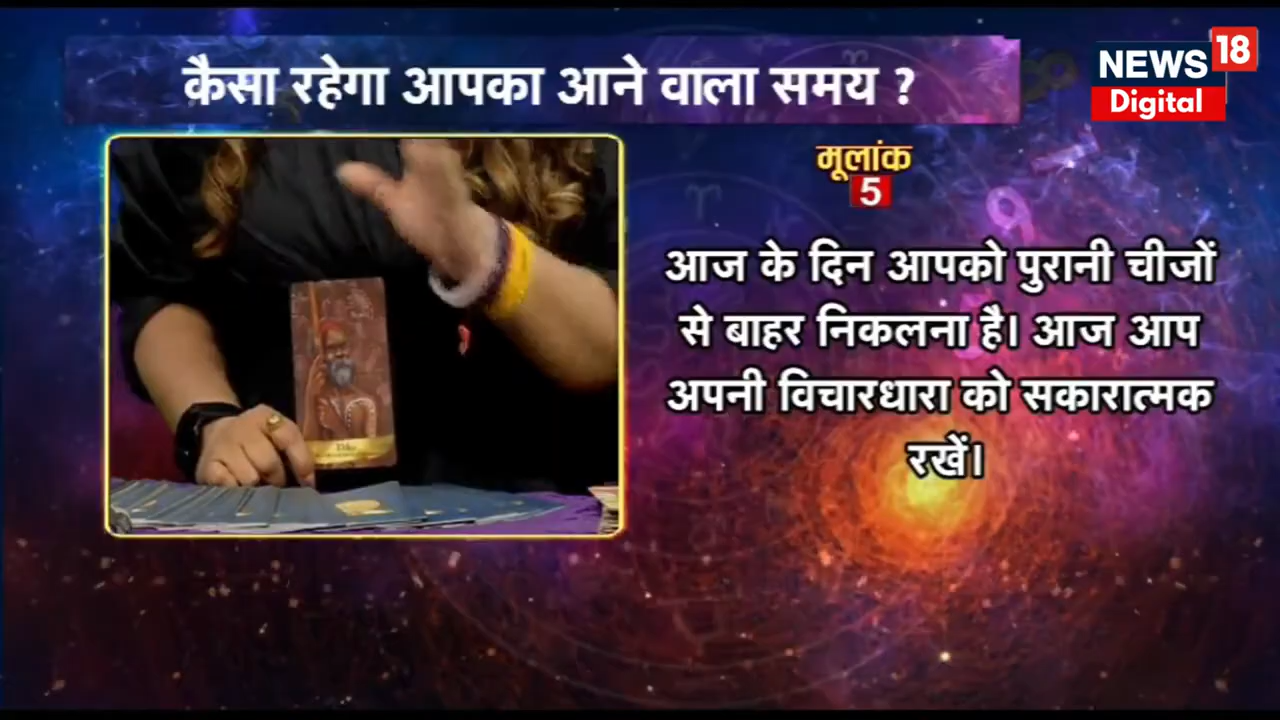 कैसा रहेगा आपका आने वाला समय ?
NEWS 18
Digital
मूलांक
5
आज के दिन आपको पुरानी चीजों
से बाहर निकलना है। आज आप
अपनी विचारधारा को सकारात्मक
रखें।